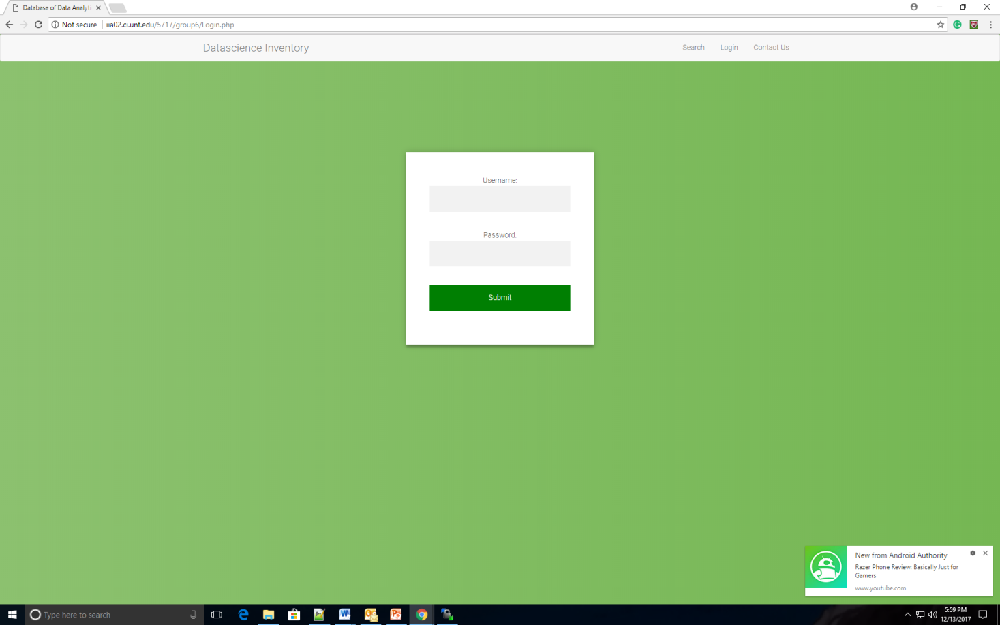 Database of Data Analyt
Not secure | iia02.ci.unt.edu/5717/group6/Login.php
Datascience Inventory
Search
Login
Contact Us
Username:
Password:
Submit
New from Android Authority
Razer Phone Review: Basically Just for
Gamers
www.youtube.com
Type here to search
5:59 PM
12/13/2017